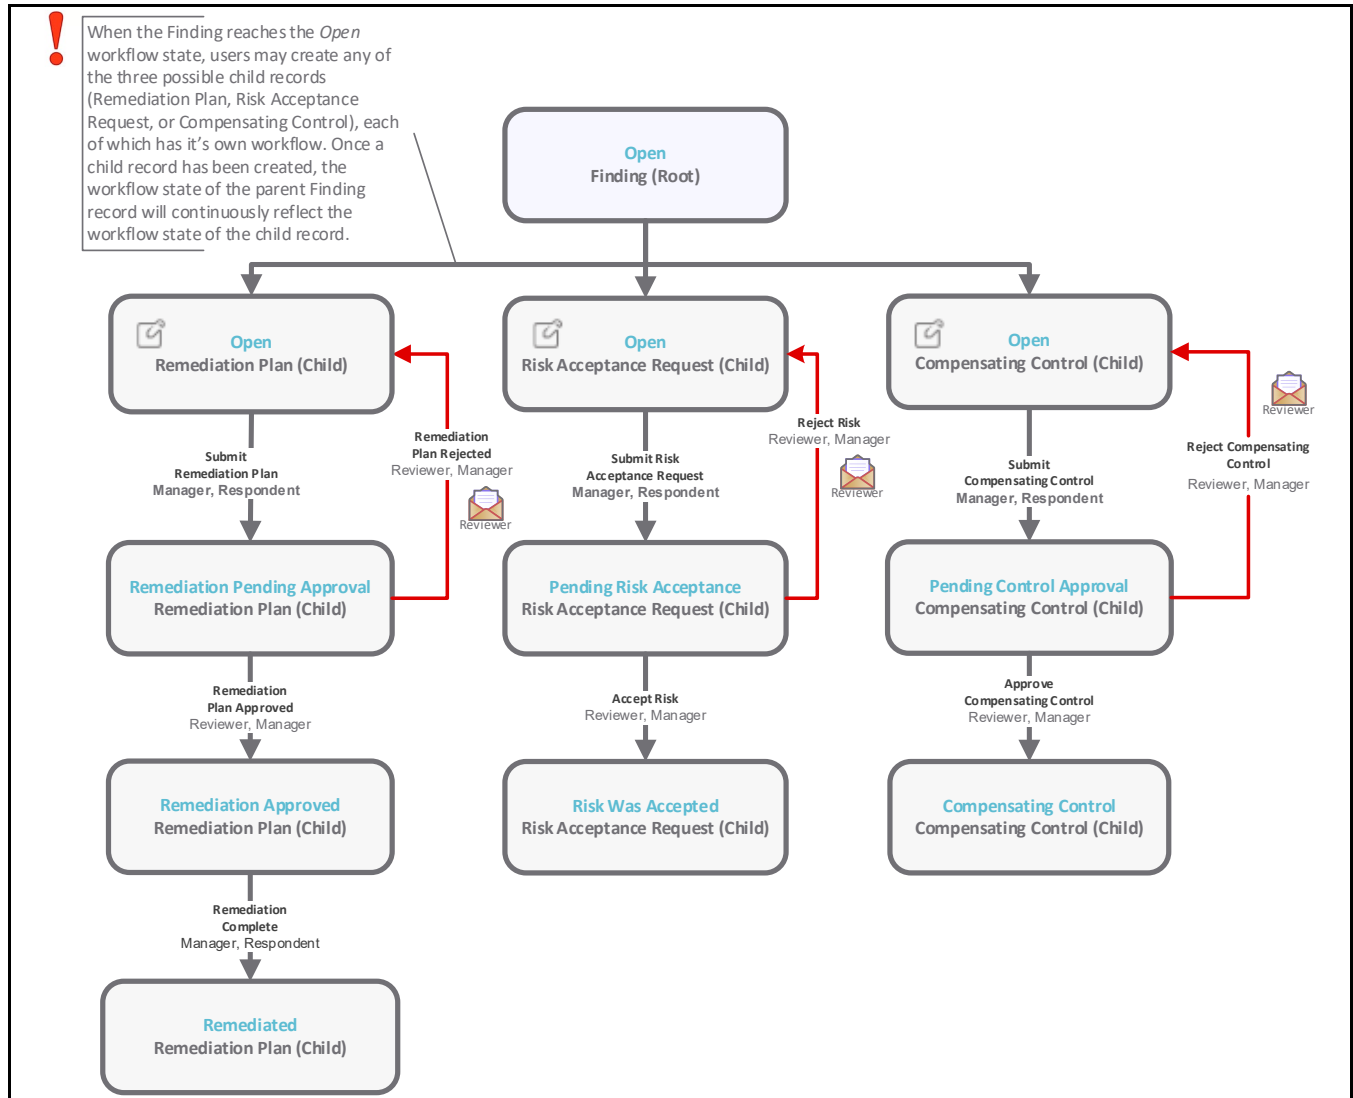 When the Finding reaches the Open
workflow state, users may create any of
the three possible child records
(Remediation Plan, Risk Acceptance
Request, or Compensating Control), each
of which has it's own workflow. Once a
child record has been created, the
workflow state of the parent Finding
record will continuously reflect the
workflow state of the child record.
Open
Finding (Root)
Open
Remediation Plan (Child)
Open
Risk Acceptance Request (Child)
Open
Compensating Control (Child)
Submit
Remediation Plan
Manager, Respondent
Remediation
Plan Rejected
Reviewer, Manager
Reviewer
Submit Risk
Acceptance Request
Manager, Respondent
Reject Risk
Reviewer, Manager
Reviewer
Submit
Compensating Control
Manager, Respondent
Reviewer
Reject Compensating
Control
Reviewer, Manager
Remediation Pending Approval
Remediation Plan (Child)
Pending Risk Acceptance
Risk Acceptance Request (Child)
Pending Control Approval
Compensating Control (Child)
Remediation
Plan Approved
Reviewer, Manager
Accept Risk
Reviewer, Manager
Approve
Compensating Control
Reviewer, Manager
Remediation Approved
Remediation Plan (Child)
Risk Was Accepted
Risk Acceptance Request (Child)
Compensating Control
Compensating Control (Child)
Remediation
Complete
Manager, Respondent
Remediated
Remediation Plan (Child)